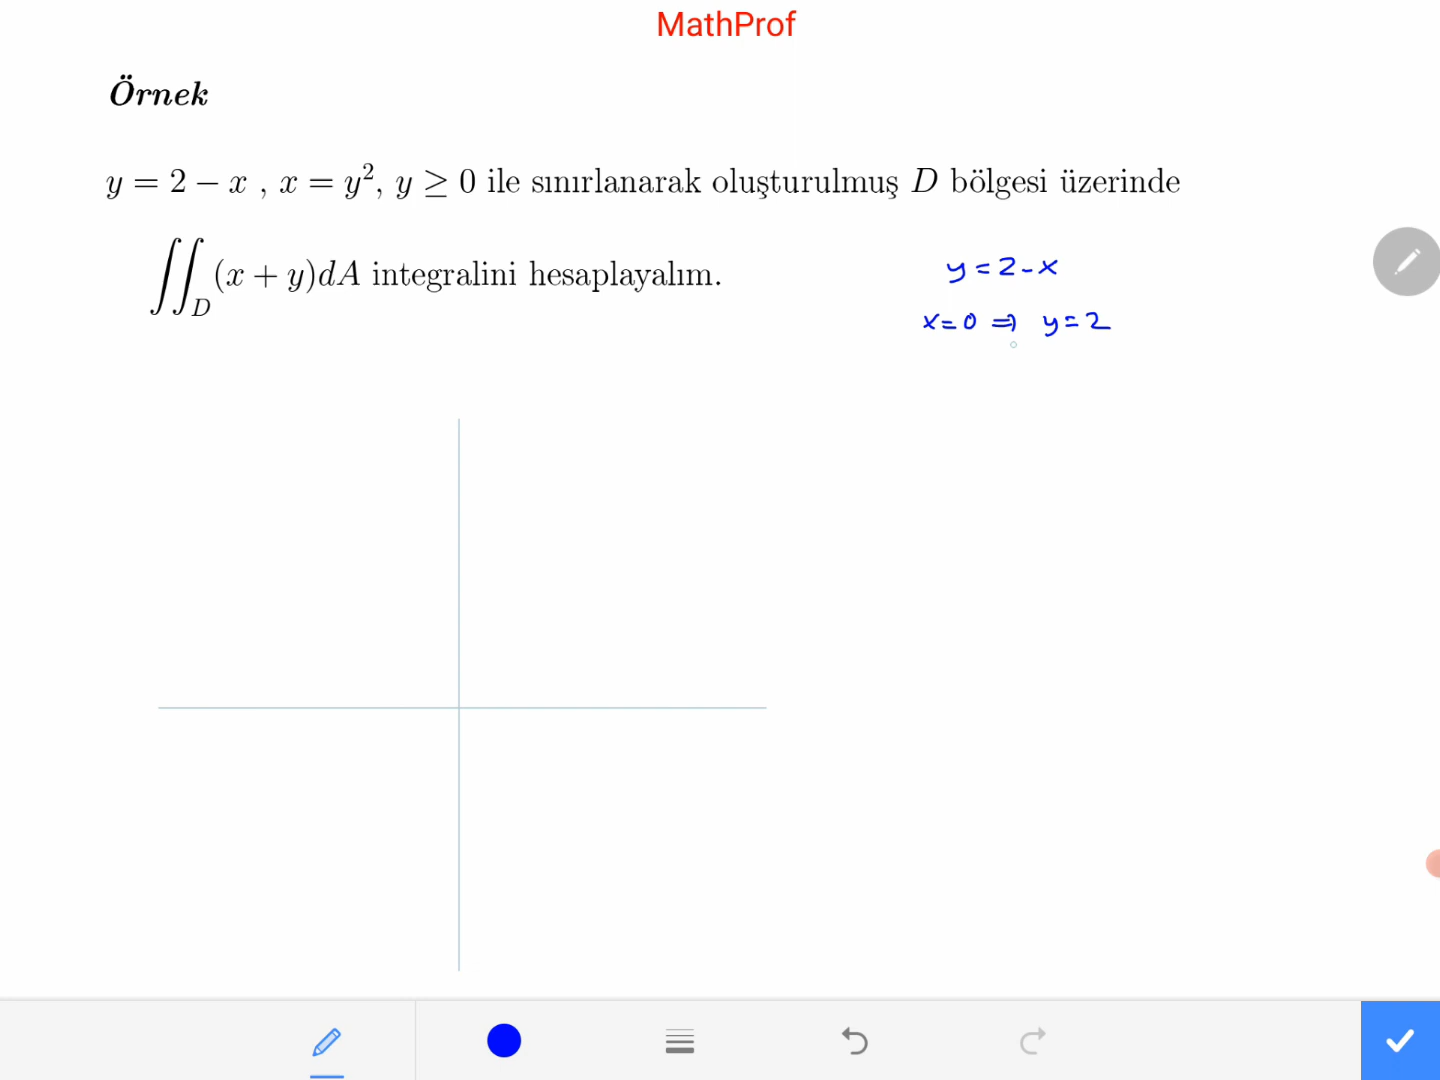 MathProf
Örnek
y = 2 − x , x = y², y ≥ 0 ile sınırlanarak oluşturulmuş D bölgesi üzerinde
∬_D (x + y)dA integralini hesaplayalım.
y = 2 - x
x = 0 ⇒ y = 2